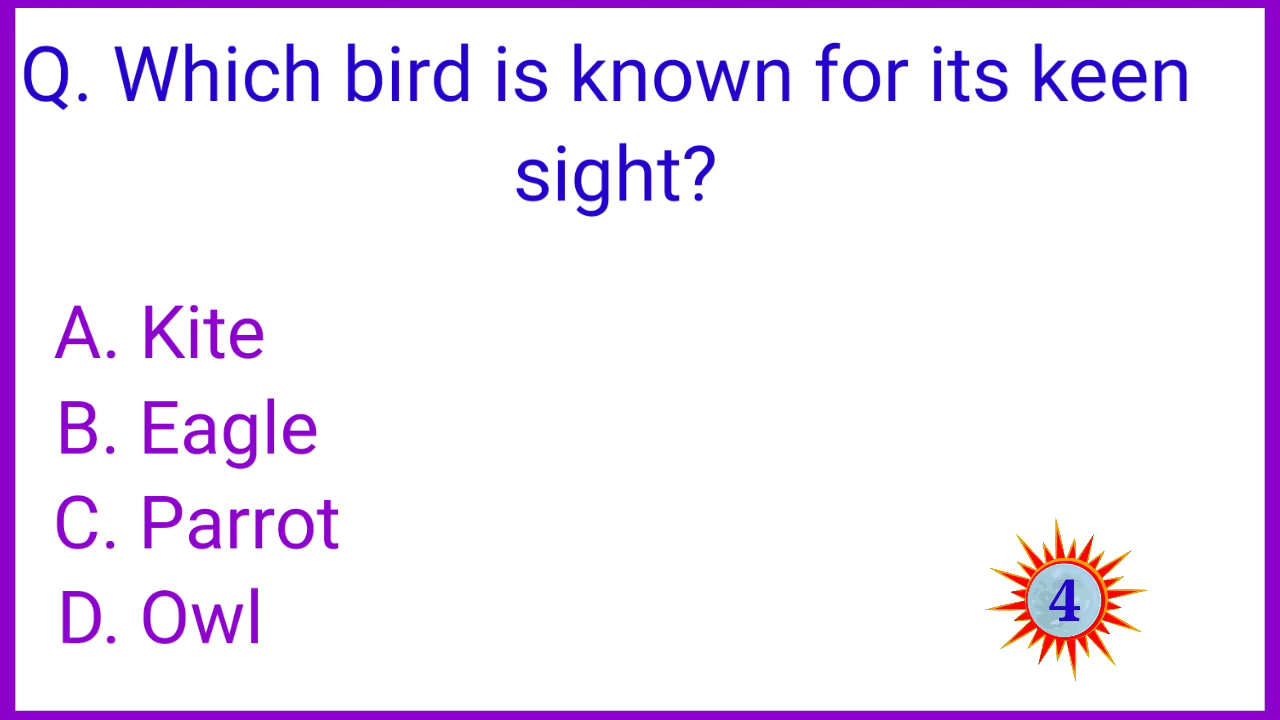 Q. Which bird is known for its keen
sight?
A. Kite
B. Eagle
C. Parrot
D. Owl
4